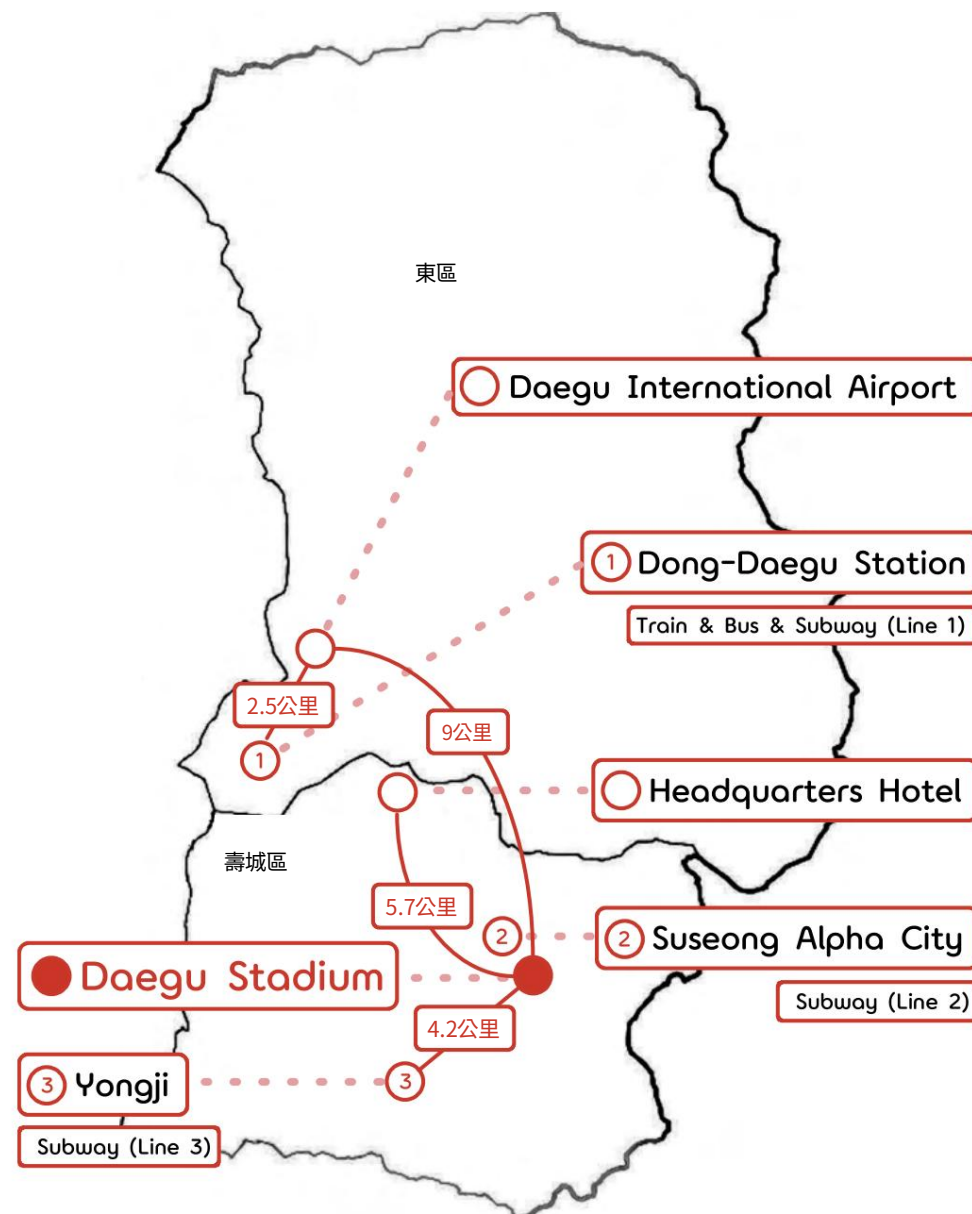 東區
Daegu International Airport
1 Dong-Daegu Station
Train & Bus & Subway (Line 1)
2.5公里
9公里
1
Headquarters Hotel
壽城區
5.7公里
2
2 Suseong Alpha City
Daegu Stadium
Subway (Line 2)
4.2公里
3 Yongji
3
Subway (Line 3)